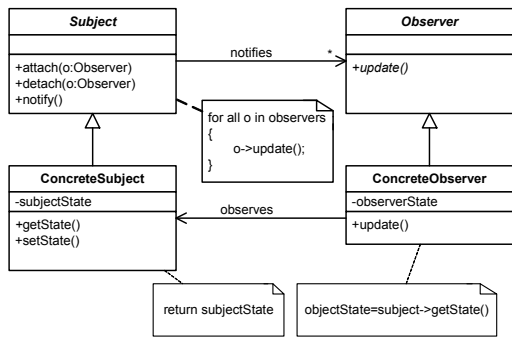 Subject
+attach(o:Observer)
+detach(o:Observer)
+notify()
notifies
*
Observer
+update()
for all o in observers
{
o->update();
}
ConcreteSubject
-subjectState
+getState()
+setState()
observes
ConcreteObserver
-observerState
+update()
return subjectState
objectState=subject->getState()